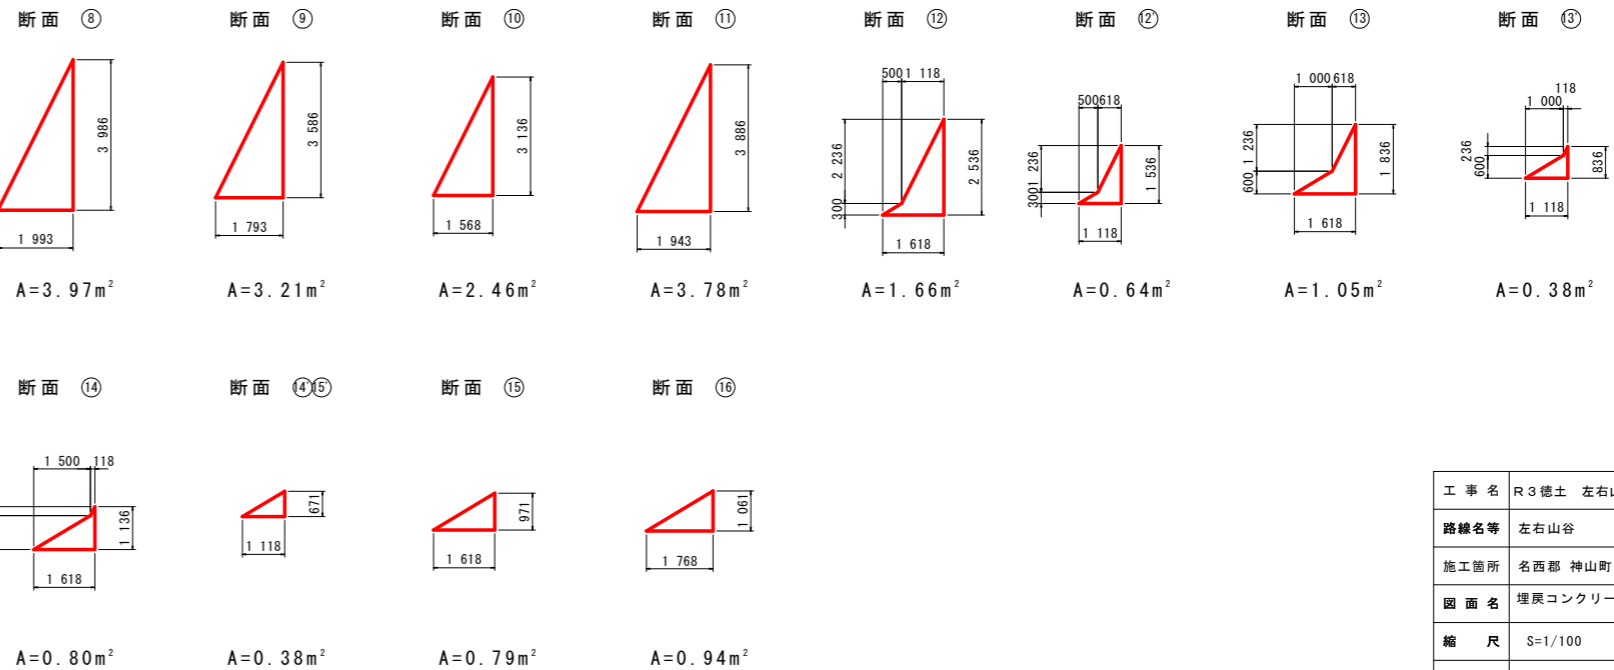 断面 ⑧
断面 ⑨
断面 ⑩
断面 ⑪
断面 ⑫
断面 ⑫'
断面 ⑬
断面 ⑬'
3 986
1 993
3 586
1 793
3 136
1 568
3 886
1 943
500 1 118
2 236
300
2 536
1 618
500 618
1 236
300
1 536
1 118
1 000 618
1 236
600
1 836
1 618
118
1 000
236
600
836
1 118
A=3.97m²
A=3.21m²
A=2.46m²
A=3.78m²
A=1.66m²
A=0.64m²
A=1.05m²
A=0.38m²
断面 ⑭
断面 ⑭'⑮'
断面 ⑮
断面 ⑯
1 500 118
1 136
1 618
671
1 118
971
1 618
1 061
1 768
A=0.80m²
A=0.38m²
A=0.79m²
A=0.94m²
工事名 R3徳土 左右山
路線名等 左右山谷
施工箇所 名西郡 神山町
図面名 埋戻コンクリー
縮尺 S=1/100